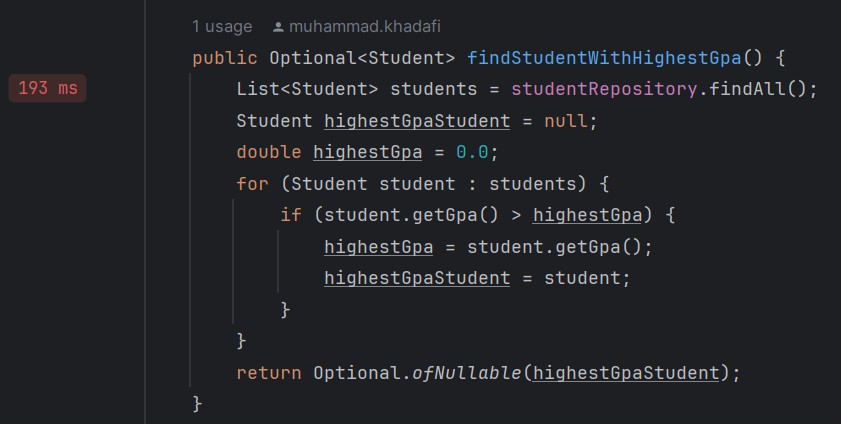 1 usage muhammad.khadafi
public Optional<Student> findStudentWithHighestGpa() {
193 ms List<Student> students = studentRepository.findAll();
Student highestGpaStudent = null;
double highestGpa = 0.0;
for (Student student : students) {
if (student.getGpa() > highestGpa) {
highestGpa = student.getGpa();
highestGpaStudent = student;
}
}
return Optional.ofNullable(highestGpaStudent);
}